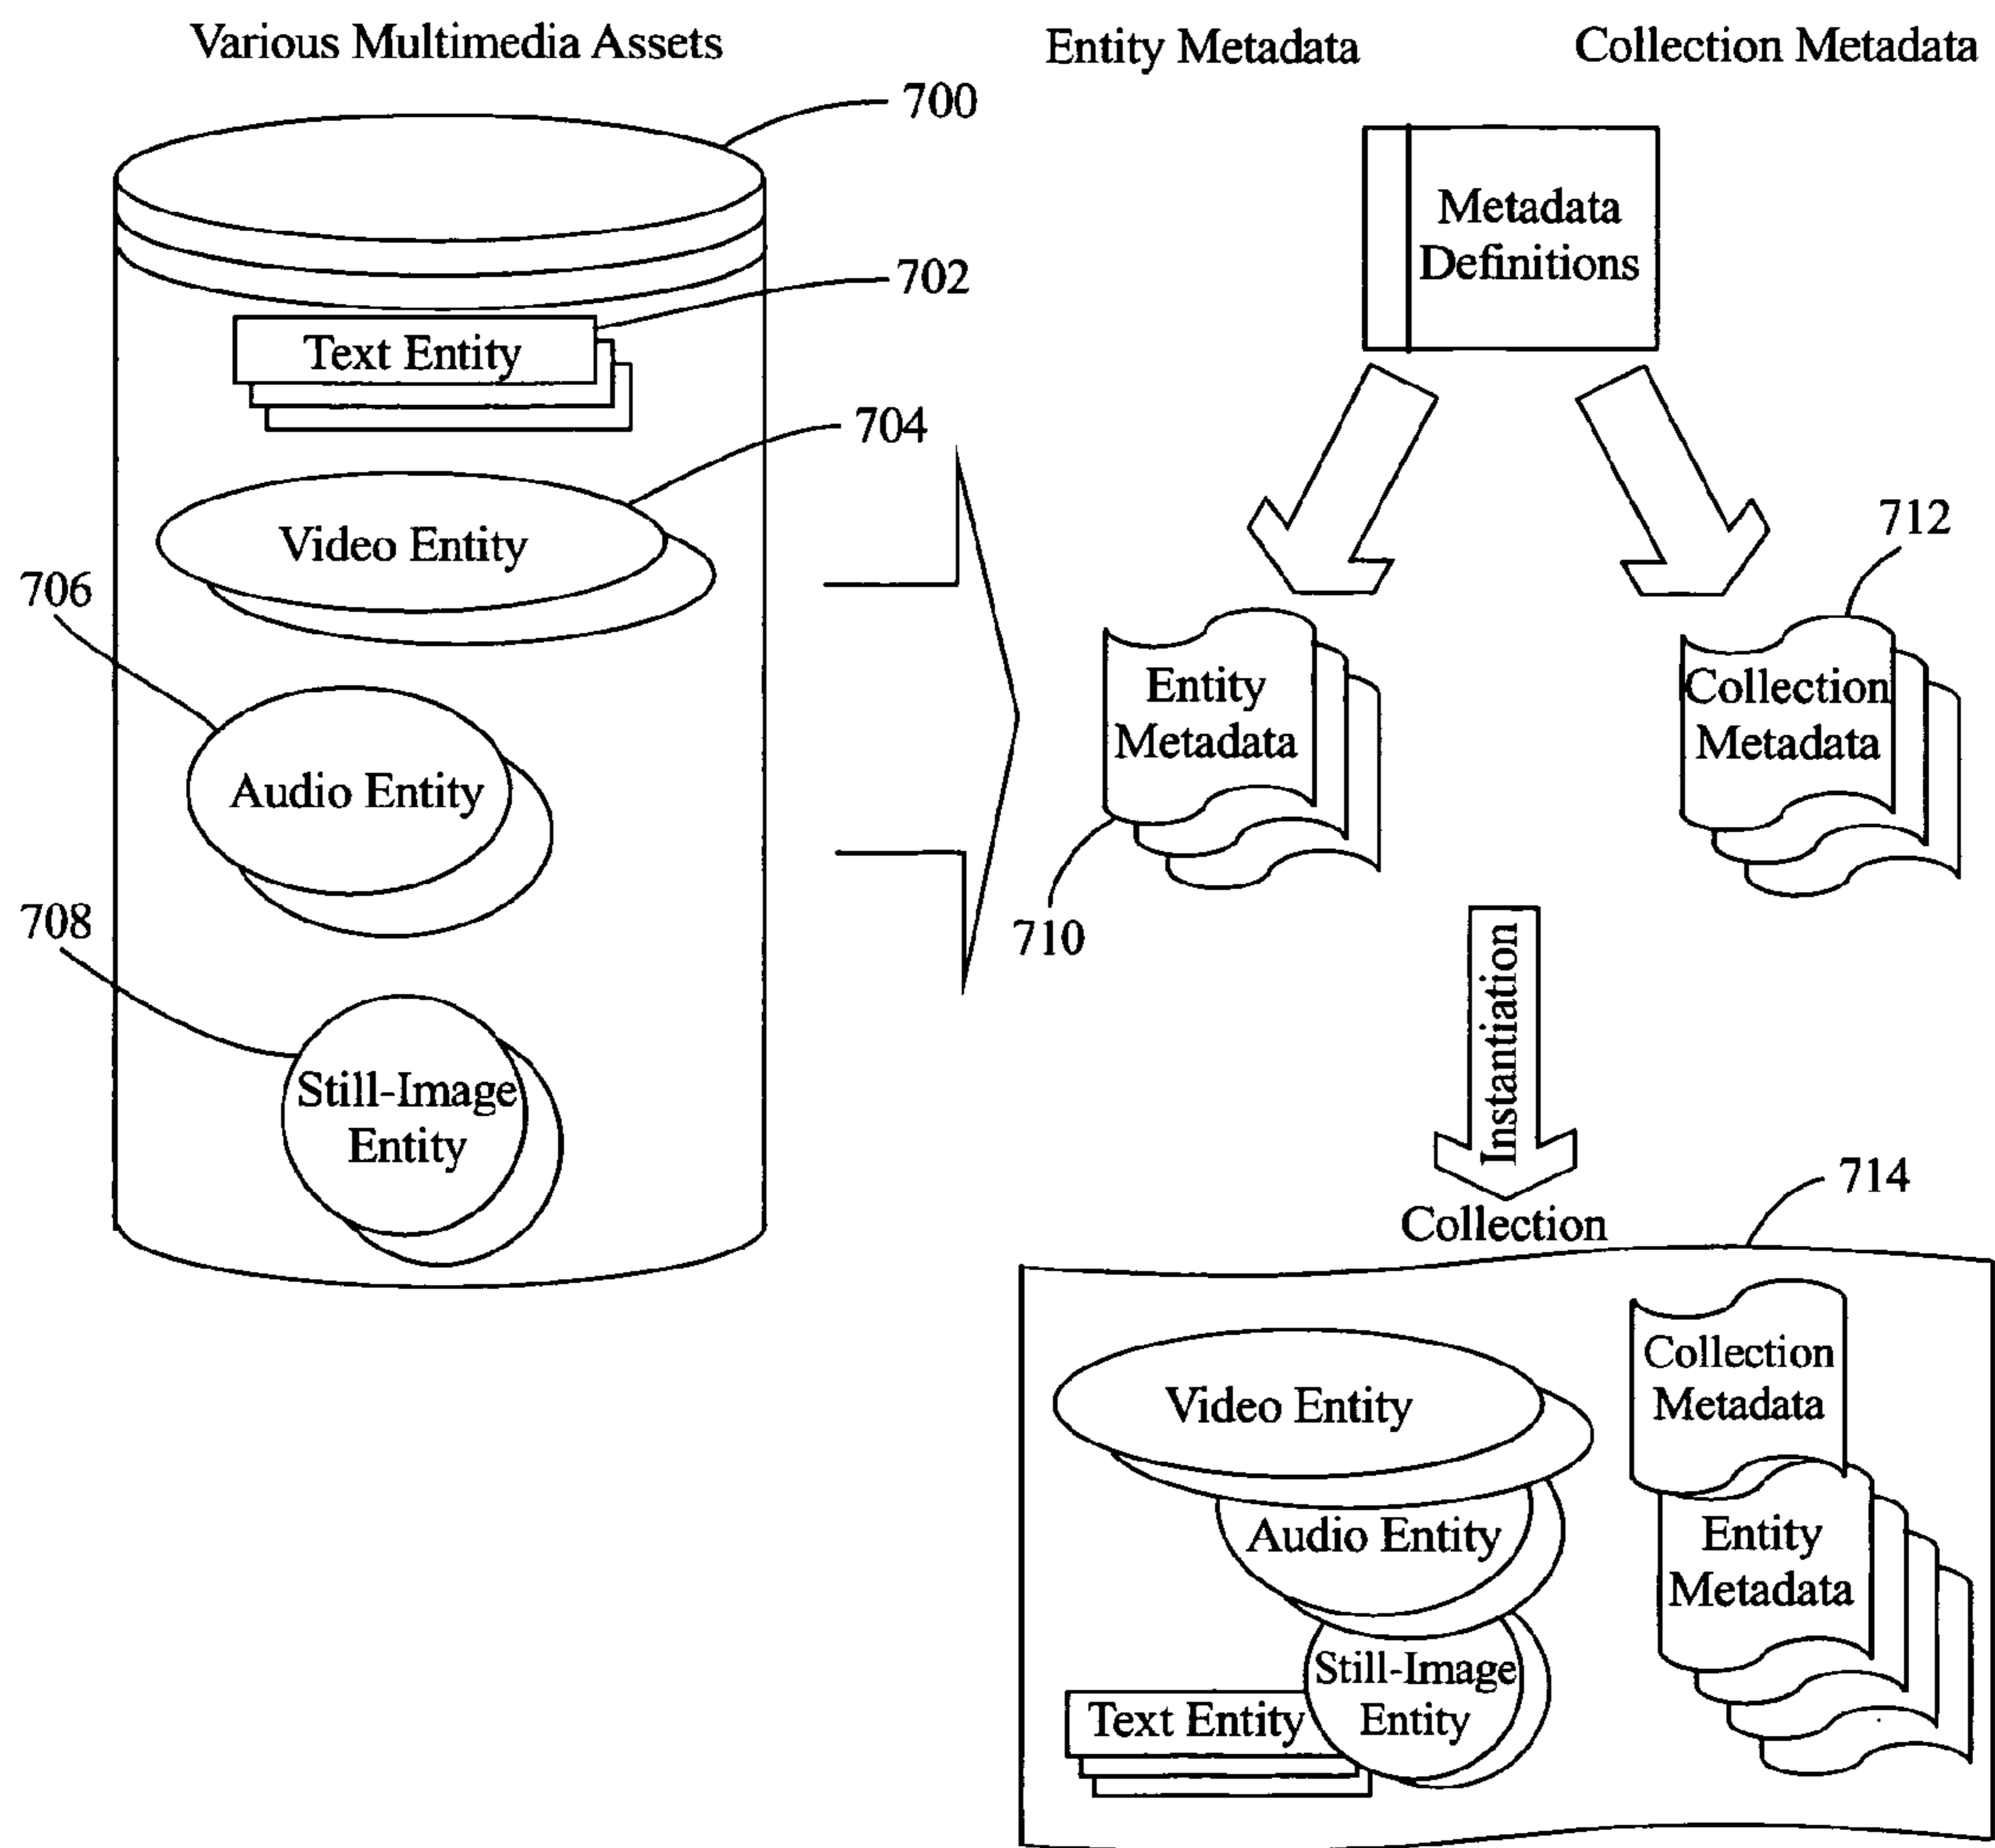 Various Multimedia Assets
Entity Metadata
Collection Metadata
700
702
Text Entity
704
Video Entity
706
Audio Entity
708
Still-Image
Entity
Metadata
Definitions
712
Entity
Metadata
Collection
Metadata
710
Instantiation
714
Collection
Collection
Metadata
Video Entity
Audio Entity
Entity
Metadata
Still-Image
Entity
Text Entity